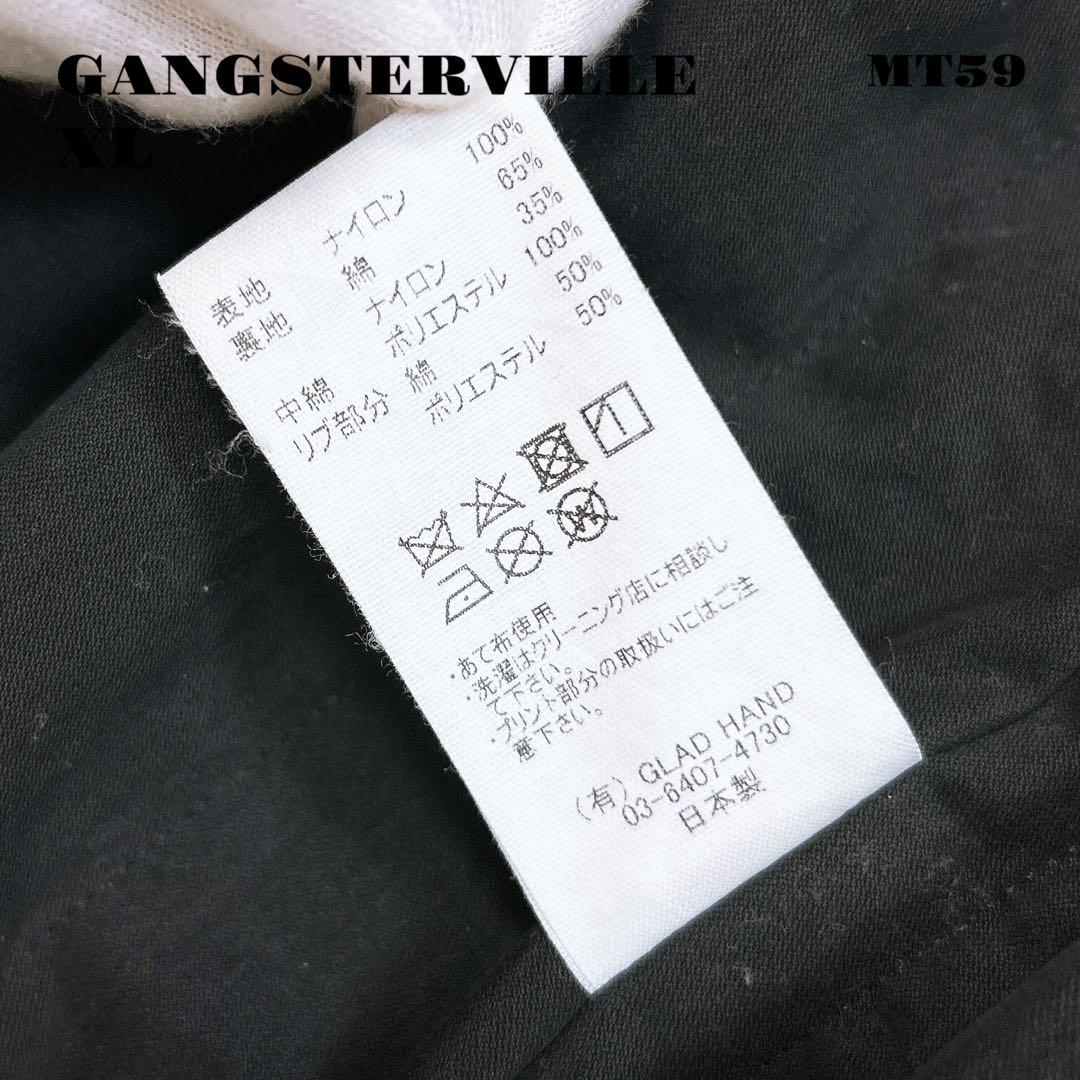 GANGSTERVILLE MT59
XL
表地 ナイロン 100%
裏地 綿 65%
ナイロン 35%
中綿 ポリエステル 100%
リブ部分 綿 50%
ポリエステル 50%
・あて布使用
・洗濯はクリーニング店に相談し
て下さい。
・プリント部分の取扱いにはご注
意下さい。
(有) GLAD HAND
03-6407-4730
日本製